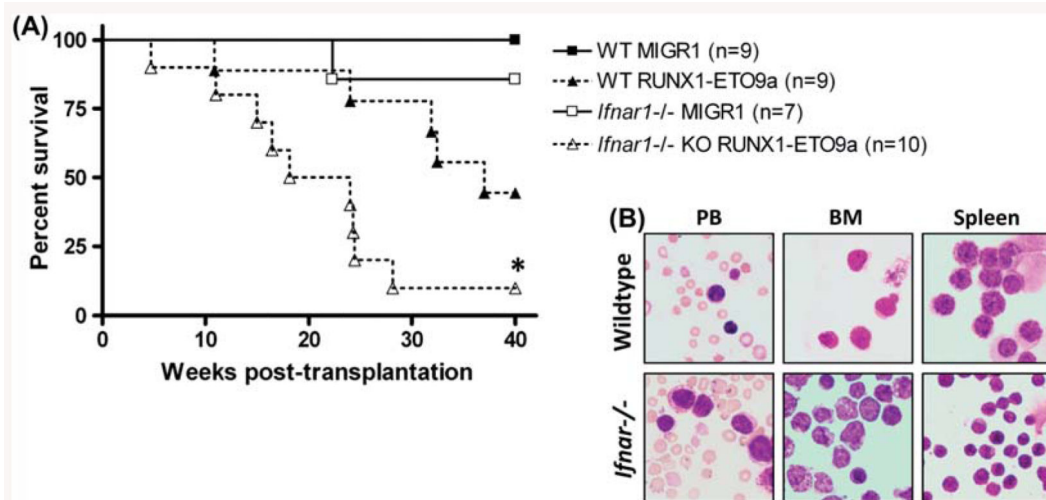 (A)
100
75
50
25
0
Percent survival
0 10 20 30 40
Weeks post-transplantation
*
WT MIGR1 (n=9)
WT RUNX1-ETO9a (n=9)
Ifnar1-/- MIGR1 (n=7)
Ifnar1-/- KO RUNX1-ETO9a (n=10)
(B)
PB BM Spleen
Wildtype
Ifnar-/-